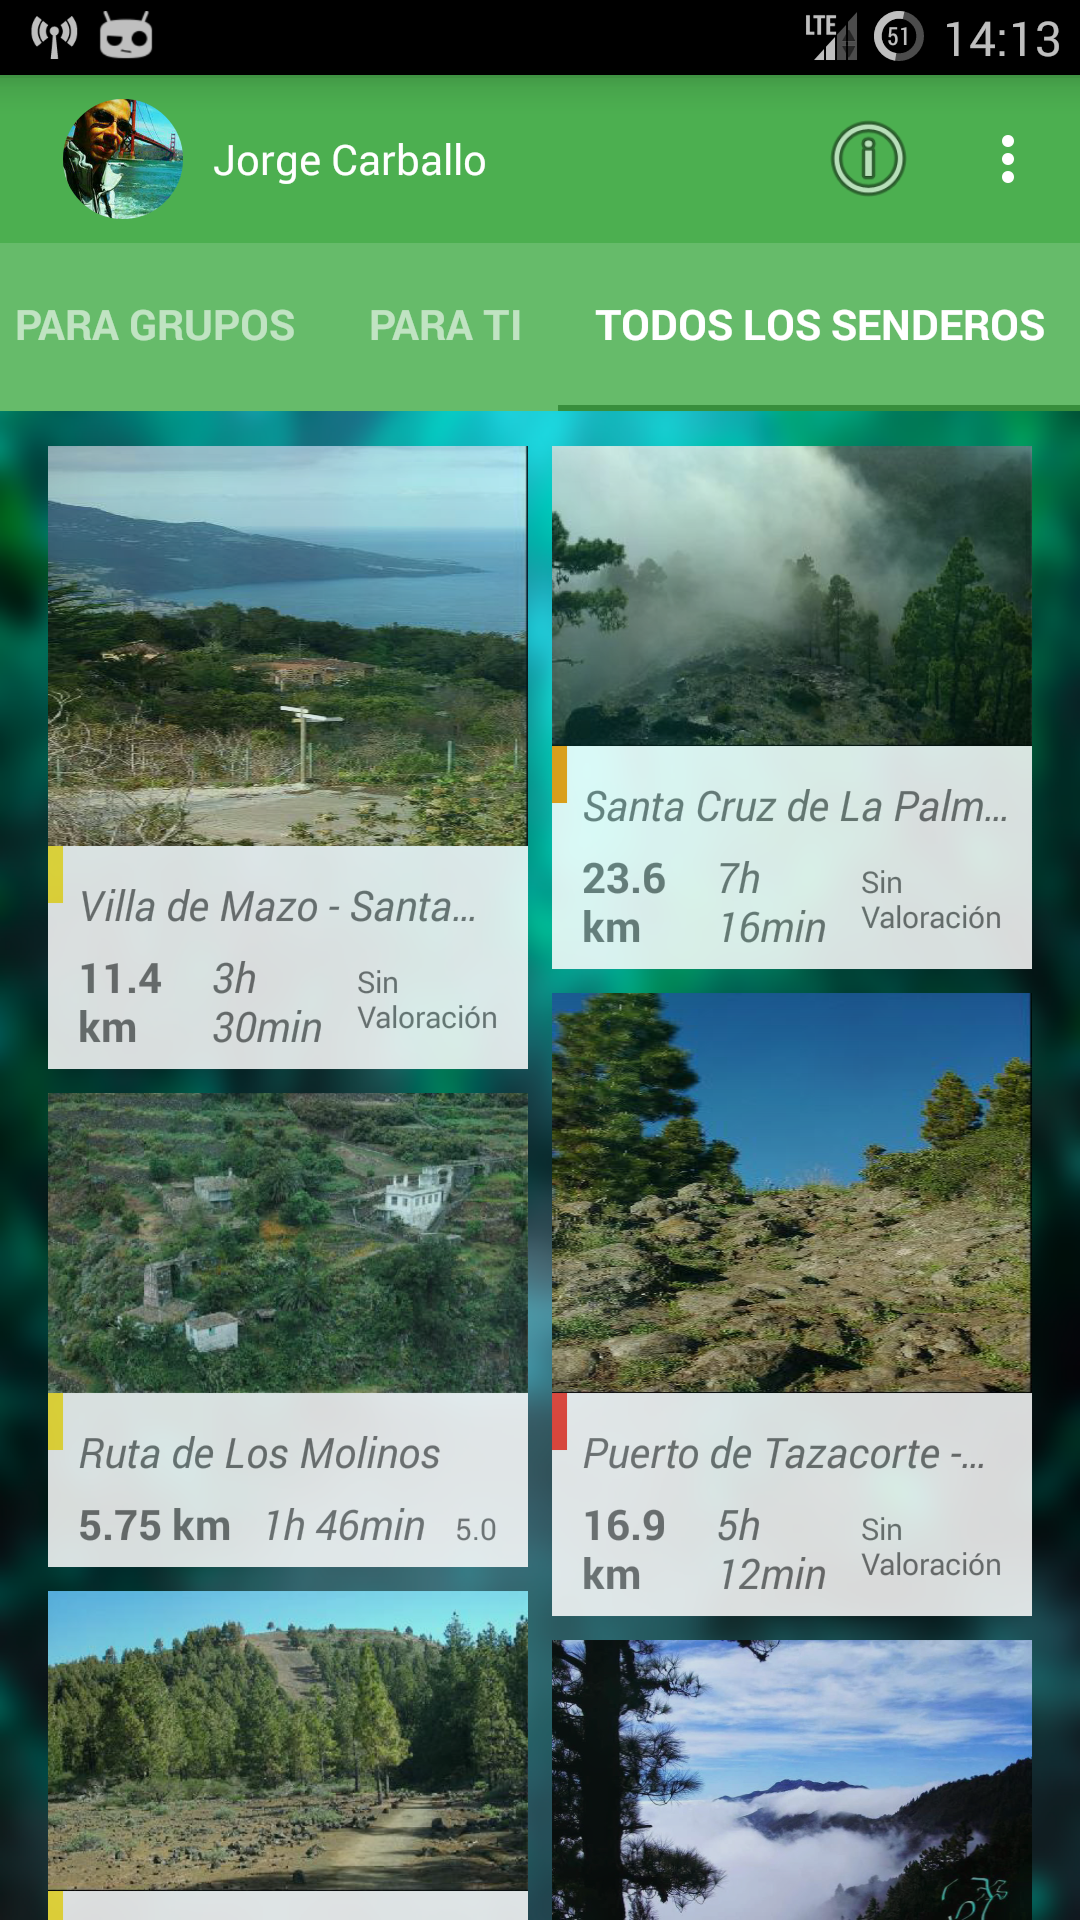 LTE 51 14:13
Jorge Carballo
PARA GRUPOS PARA TI TODOS LOS SENDEROS
Villa de Mazo - Santa...
11.4 km 3h 30min Sin Valoración
Santa Cruz de La Palm...
23.6 km 7h 16min Sin Valoración
Ruta de Los Molinos
5.75 km 1h 46min 5.0
Puerto de Tazacorte -...
16.9 km 5h 12min Sin Valoración